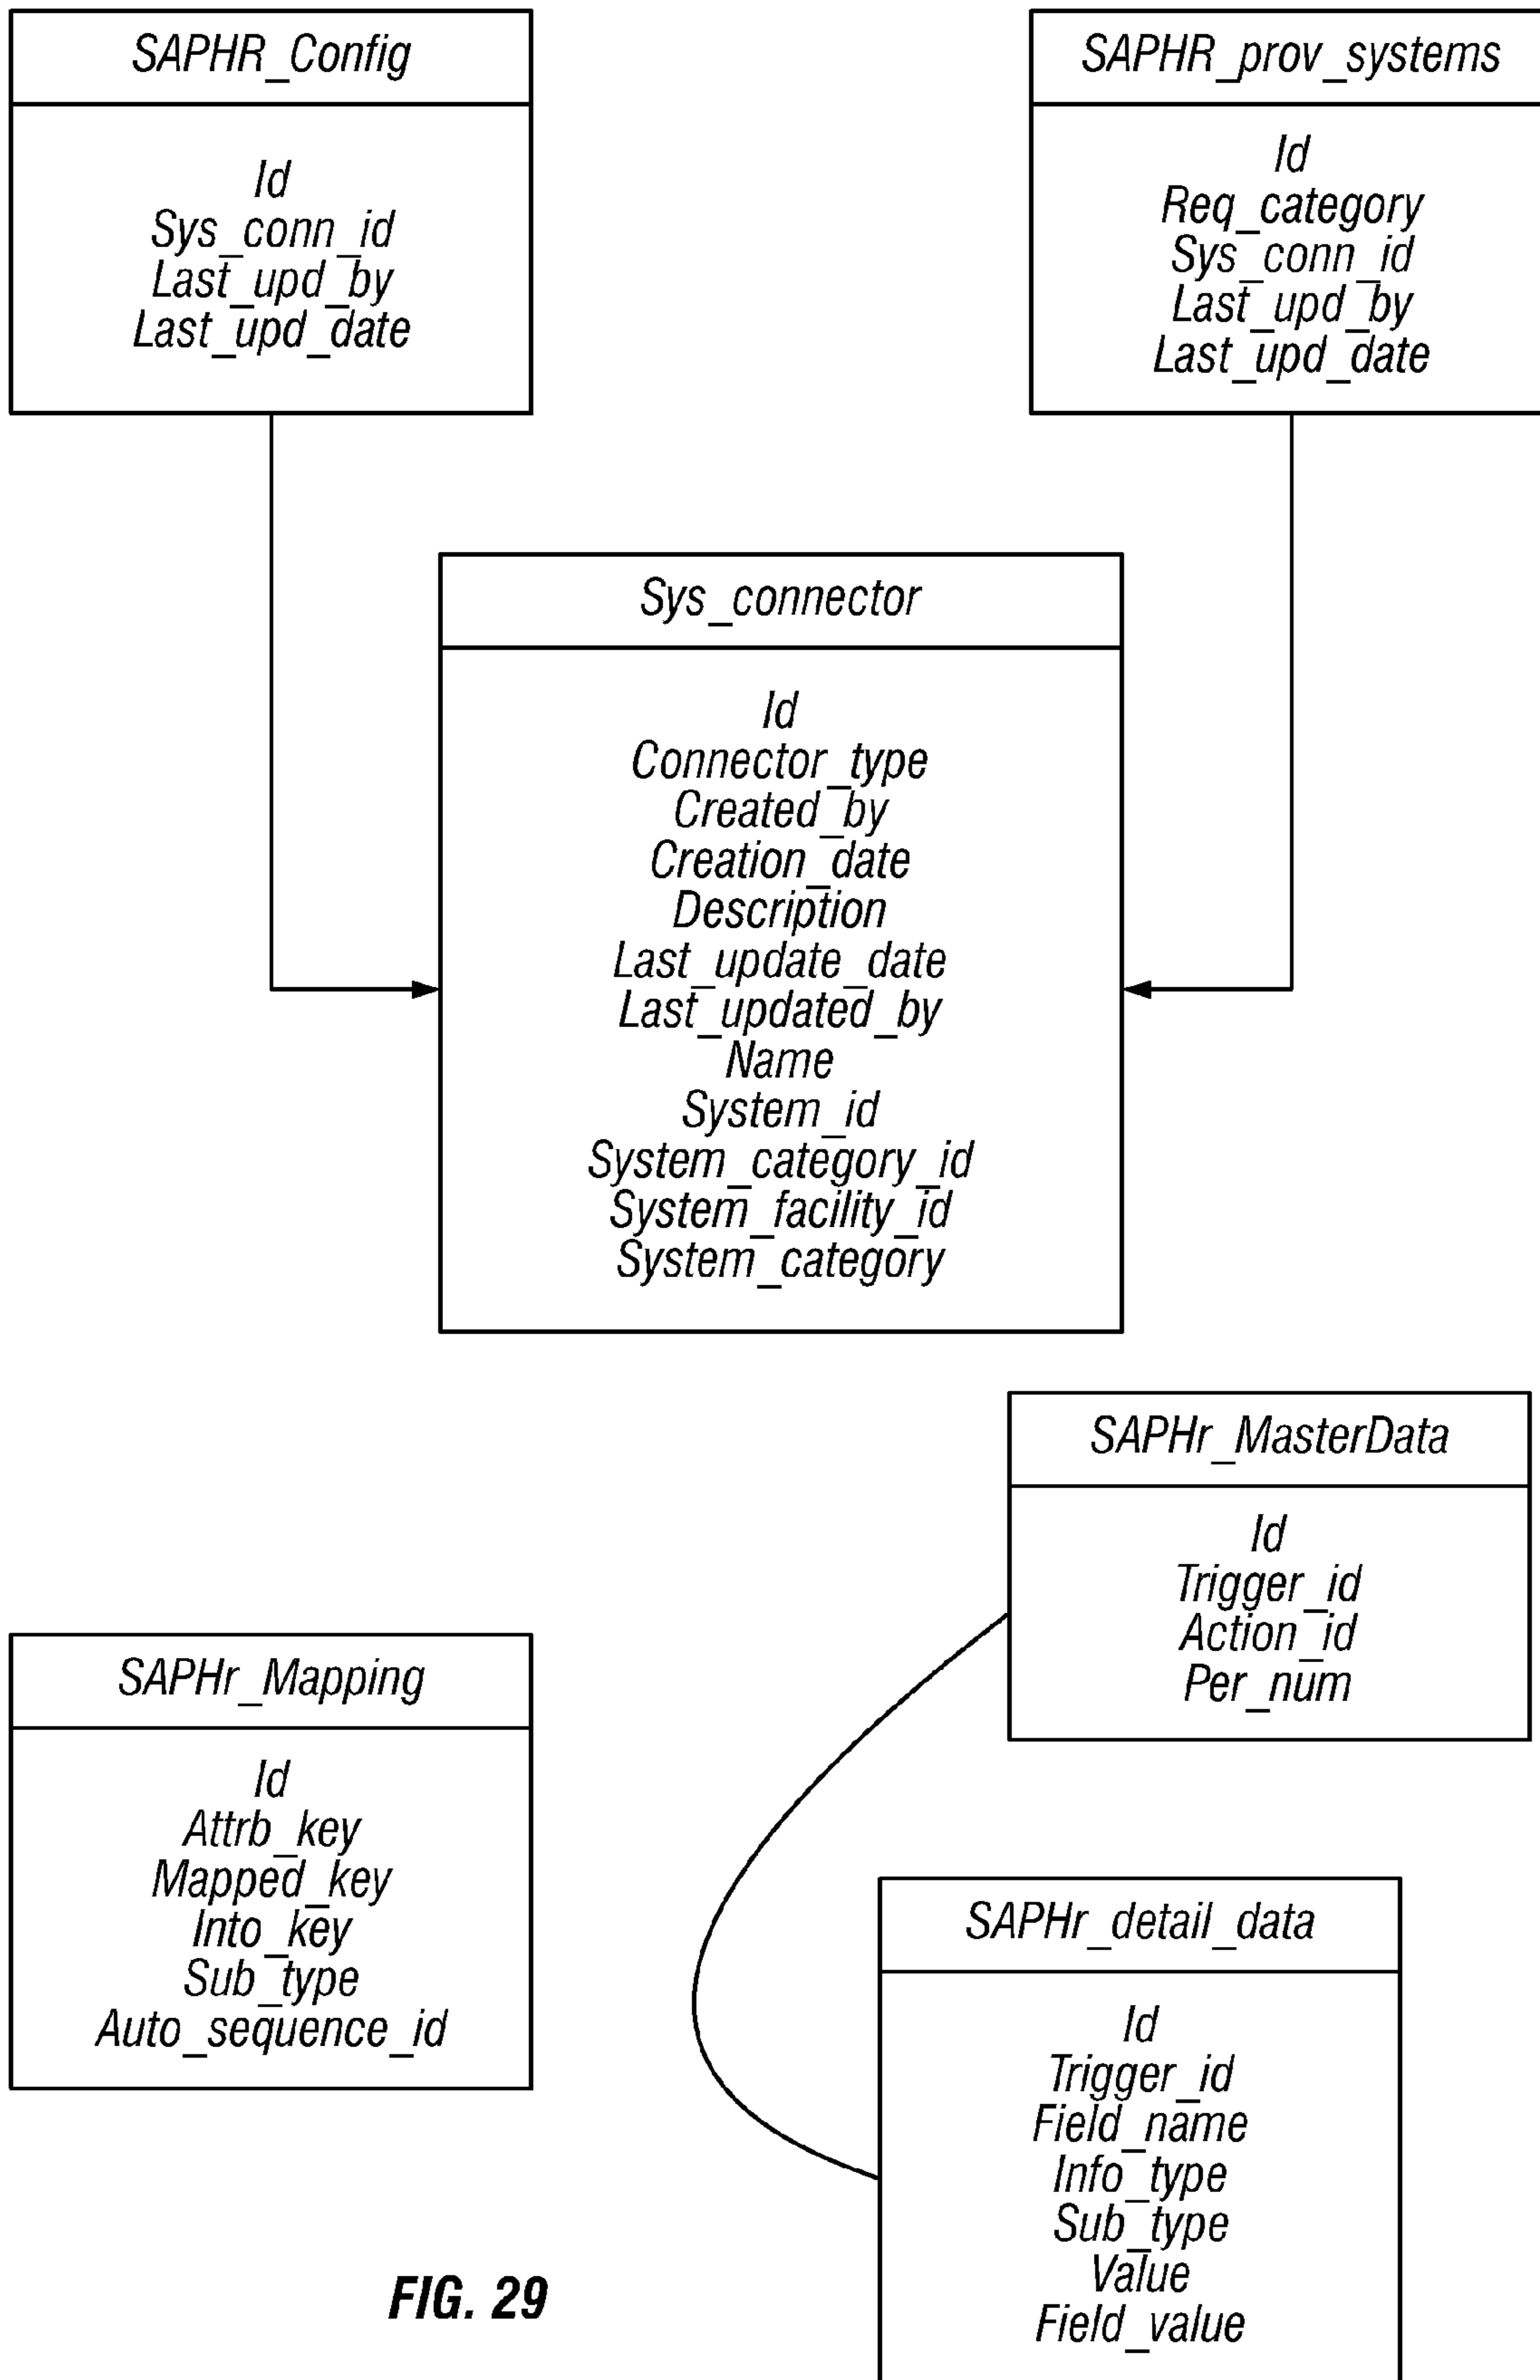 SAPHR_Config
Id
Sys_conn_id
Last_upd_by
Last_upd_date
SAPHR_prov_systems
Id
Req_category
Sys_conn_id
Last_upd_by
Last_upd_date
Sys_connector
Id
Connector_type
Created_by
Creation_date
Description
Last_update_date
Last_updated_by
Name
System_id
System_category_id
System_facility_id
System_category
SAPHr_MasterData
Id
Trigger_id
Action_id
Per_num
SAPHr_Mapping
Id
Attrb_key
Mapped_key
Into_key
Sub_type
Auto_sequence_id
SAPHr_detail_data
Id
Trigger_id
Field_name
Info_type
Sub_type
Value
Field_value
FIG. 29